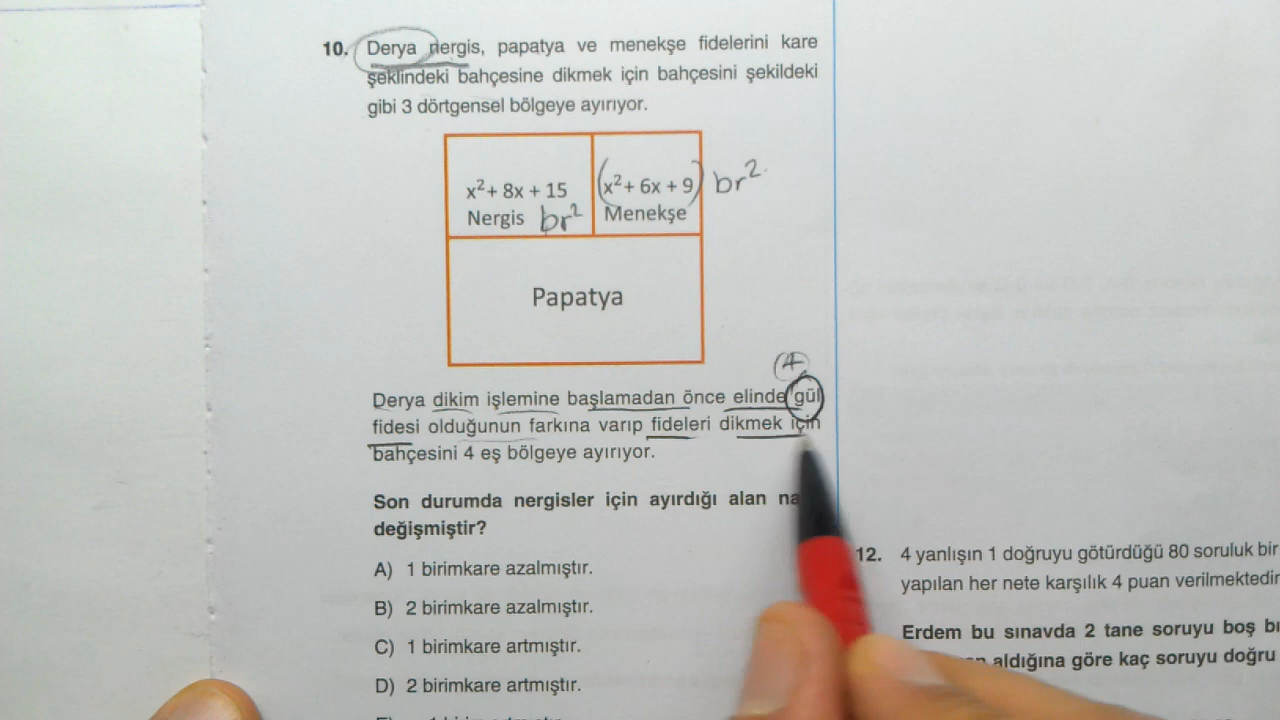 10. Derya nergis, papatya ve menekşe fidelerini kare
şeklindeki bahçesine dikmek için bahçesini şekildeki
gibi 3 dörtgensel bölgeye ayırıyor.
x²+ 8x + 15
Nergis br²
(x²+ 6x + 9) br²
Menekşe
Papatya
4
Derya dikim işlemine başlamadan önce elinde gül
fidesi olduğunun farkına varıp fideleri dikmek için
bahçesini 4 eş bölgeye ayırıyor.
Son durumda nergisler için ayırdığı alan
değişmiştir?
A) 1 birimkare azalmıştır.
B) 2 birimkare azalmıştır.
C) 1 birimkare artmıştır.
D) 2 birimkare artmıştır.
12. 4 yanlışın 1 doğruyu götürdüğü 80 soruluk bir
yapılan her nete karşılık 4 puan verilmektedir
Erdem bu sınavda 2 tane soruyu boş
aldığına göre kaç soruyu doğru